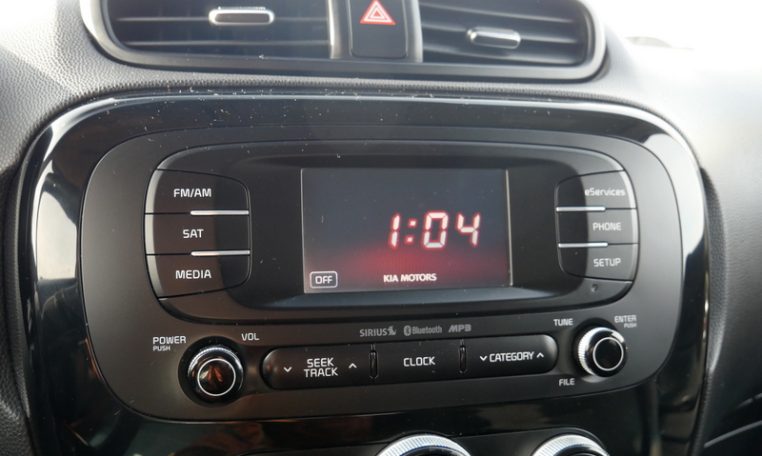 FM/AM
SAT
MEDIA
1:04
OFF
KIA MOTORS
eServices
PHONE
SETUP
SIRIUS Bluetooth MP3
POWER
PUSH
VOL
SEEK
TRACK
CLOCK
CATEGORY
TUNE
FILE
ENTER
PUSH